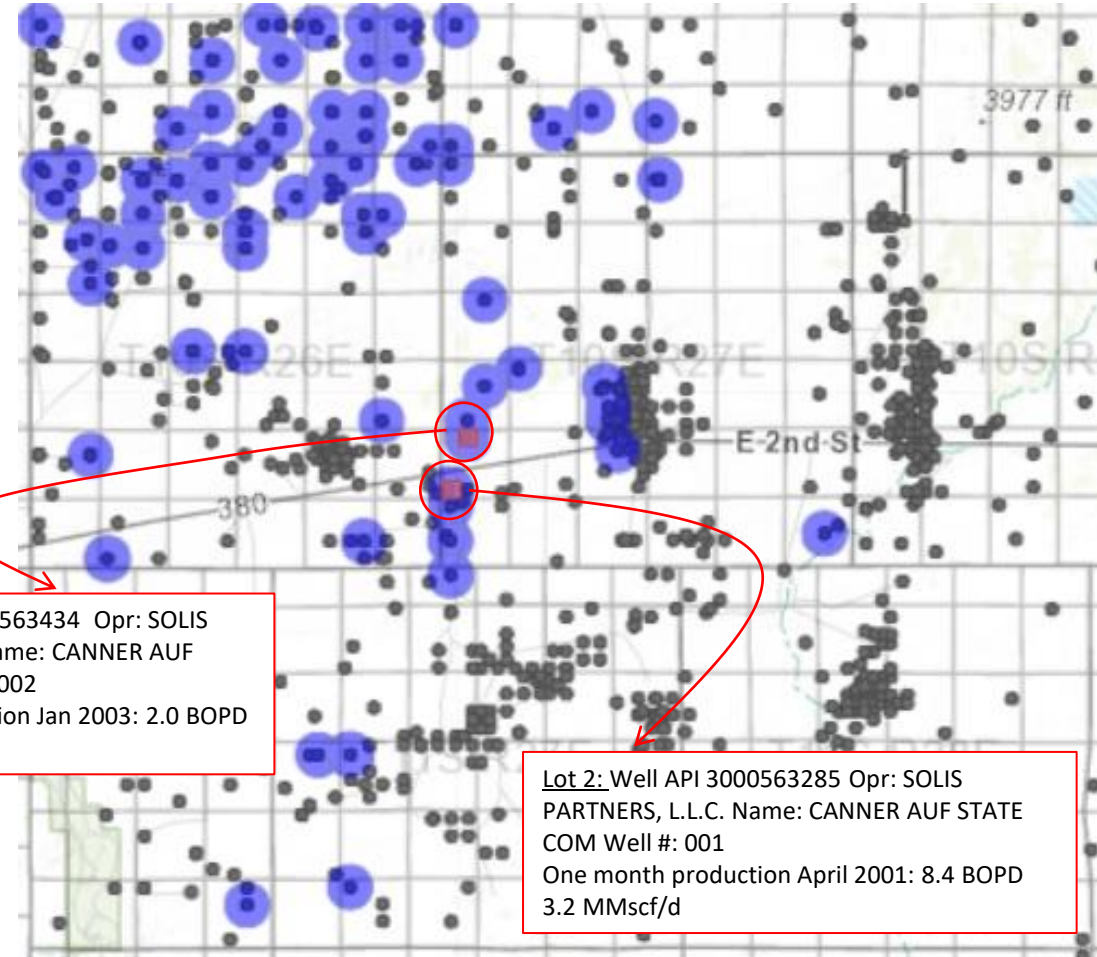 3977 ft
R26E
T10S R27E
T10S R
E 2nd St
380
563434 Opr: SOLIS
ame: CANNER AUF
002
ion Jan 2003: 2.0 BOPD
Lot 2: Well API 3000563285 Opr: SOLIS
PARTNERS, L.L.C. Name: CANNER AUF STATE
COM Well #: 001
One month production April 2001: 8.4 BOPD
3.2 MMscf/d